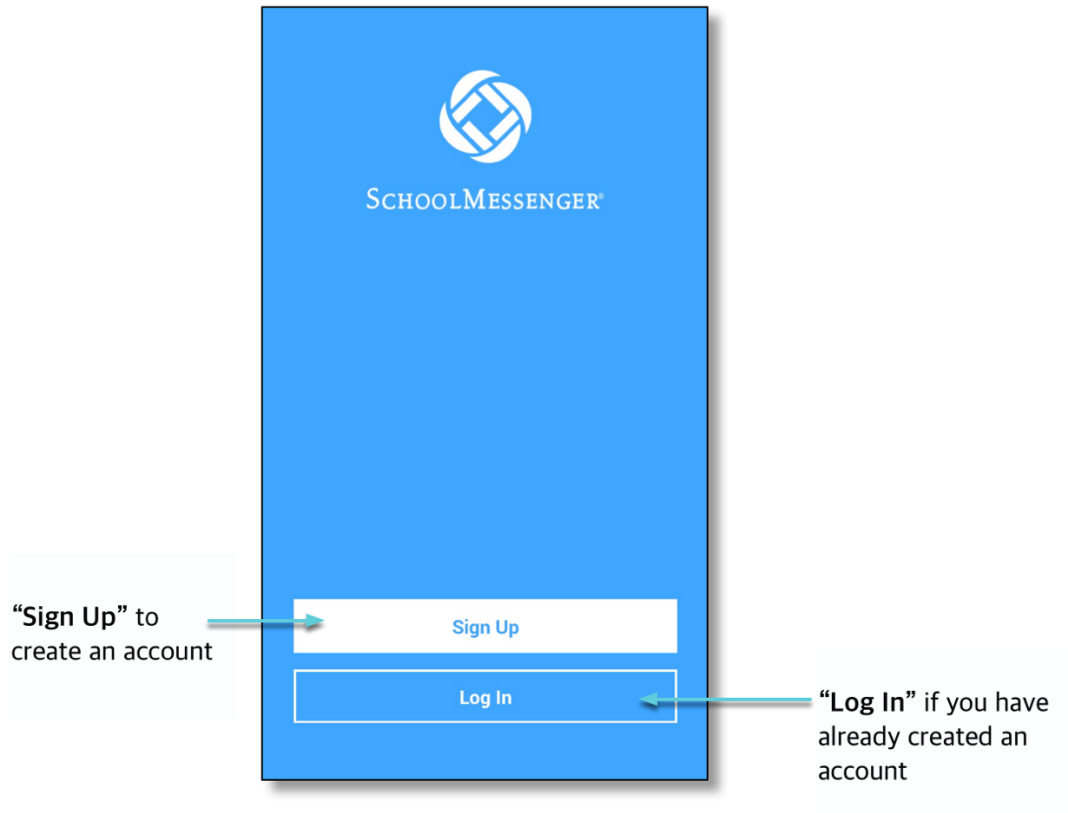 SCHOOLMESSENGER®
“Sign Up” to
create an account
Sign Up
Log In
“Log In” if you have
already created an
account